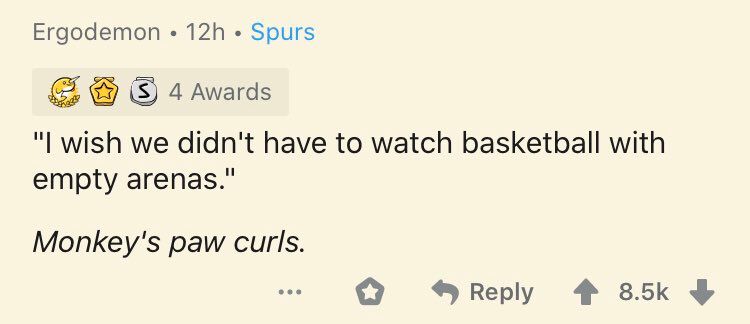 Ergodemon • 12h • Spurs
S 4 Awards
"I wish we didn't have to watch basketball with
empty arenas."
Monkey's paw curls.
... Reply 8.5k